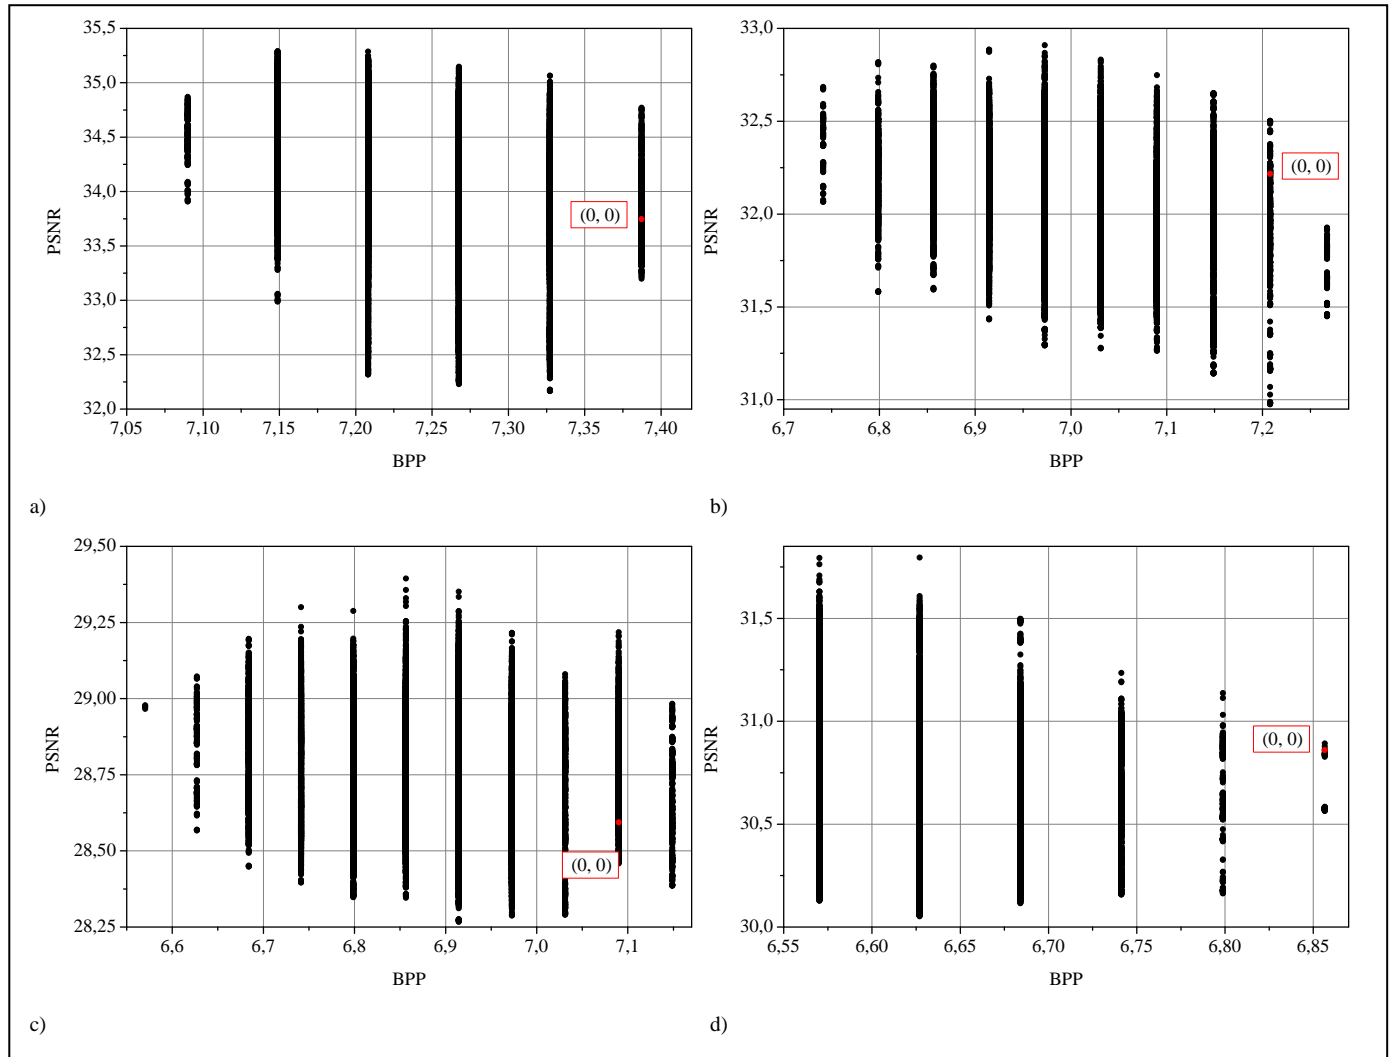 35,5
35,0
34,5
34,0
33,5
33,0
32,5
32,0
PSNR
(0, 0)
7,05 7,10 7,15 7,20 7,25 7,30 7,35 7,40
BPP
a)
33,0
32,5
32,0
31,5
31,0
PSNR
(0, 0)
6,7 6,8 6,9 7,0 7,1 7,2
BPP
b)
29,50
29,25
29,00
28,75
28,50
28,25
PSNR
(0, 0)
6,6 6,7 6,8 6,9 7,0 7,1
BPP
c)
31,5
31,0
30,5
30,0
PSNR
(0, 0)
6,55 6,60 6,65 6,70 6,75 6,80 6,85
BPP
d)